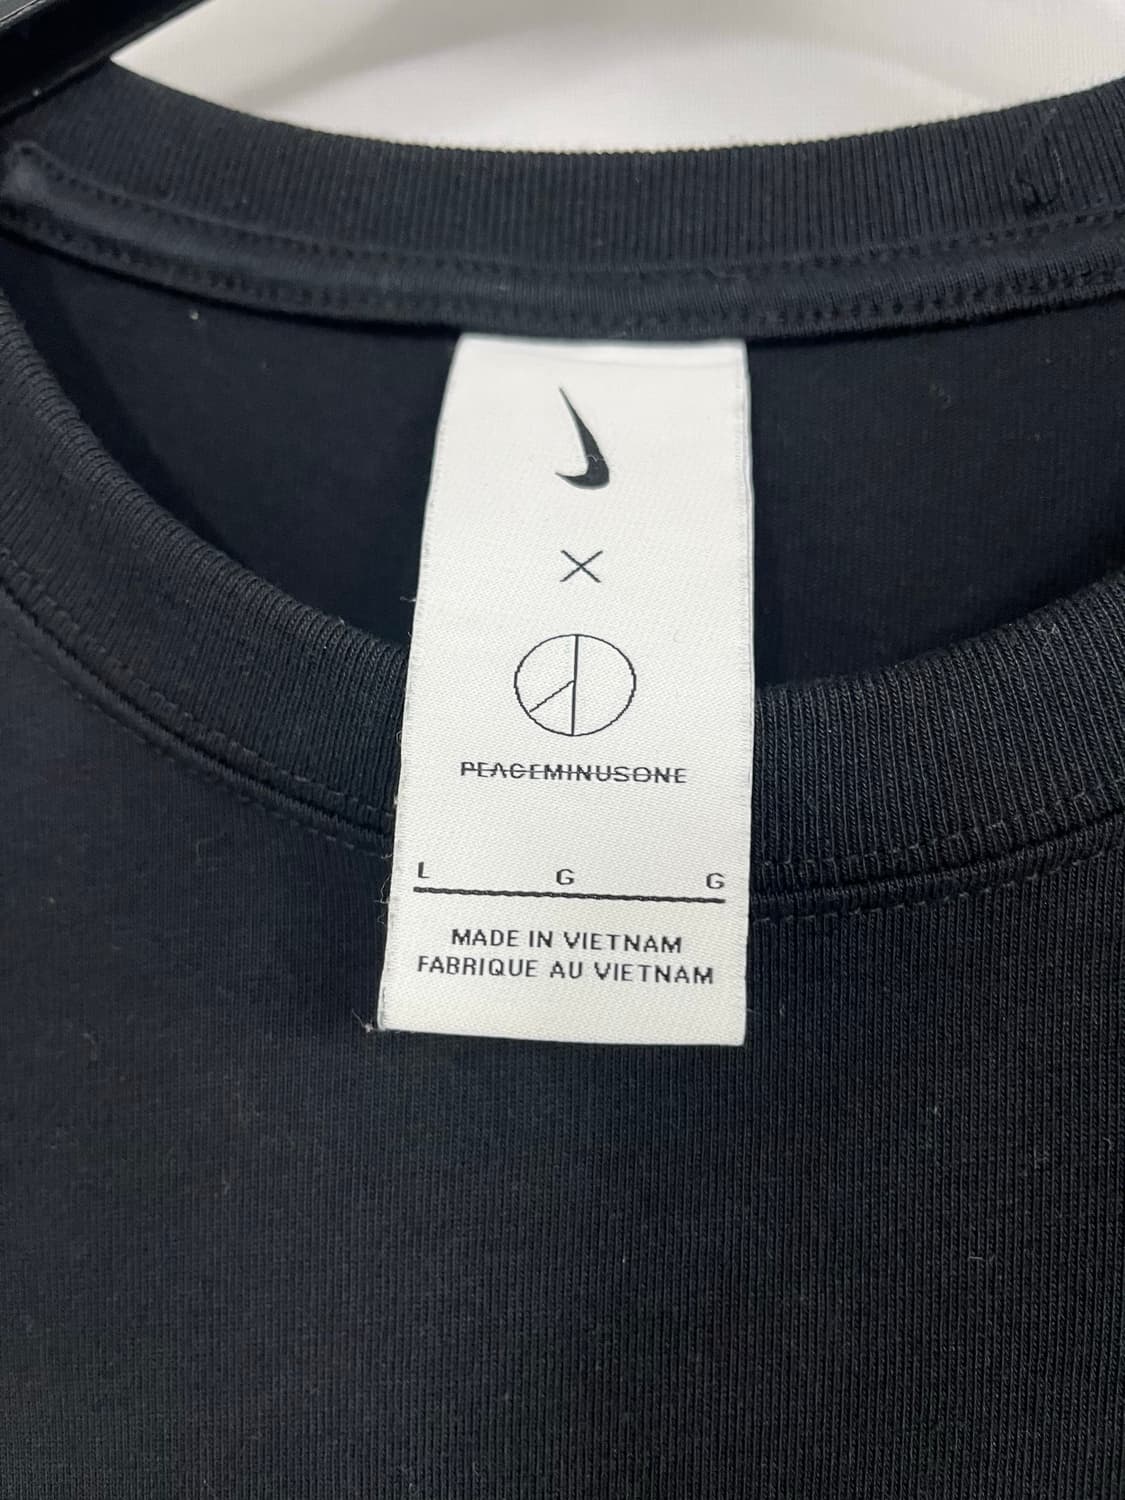 ×
PEACEMINUSONE
L G G
MADE IN VIETNAM
FABRIQUE AU VIETNAM